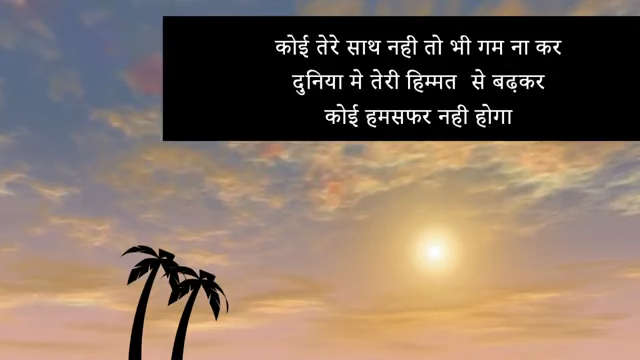 कोई तेरे साथ नही तो भी गम ना कर
दुनिया मे तेरी हिम्मत से बढ़कर
कोई हमसफर नही होगा